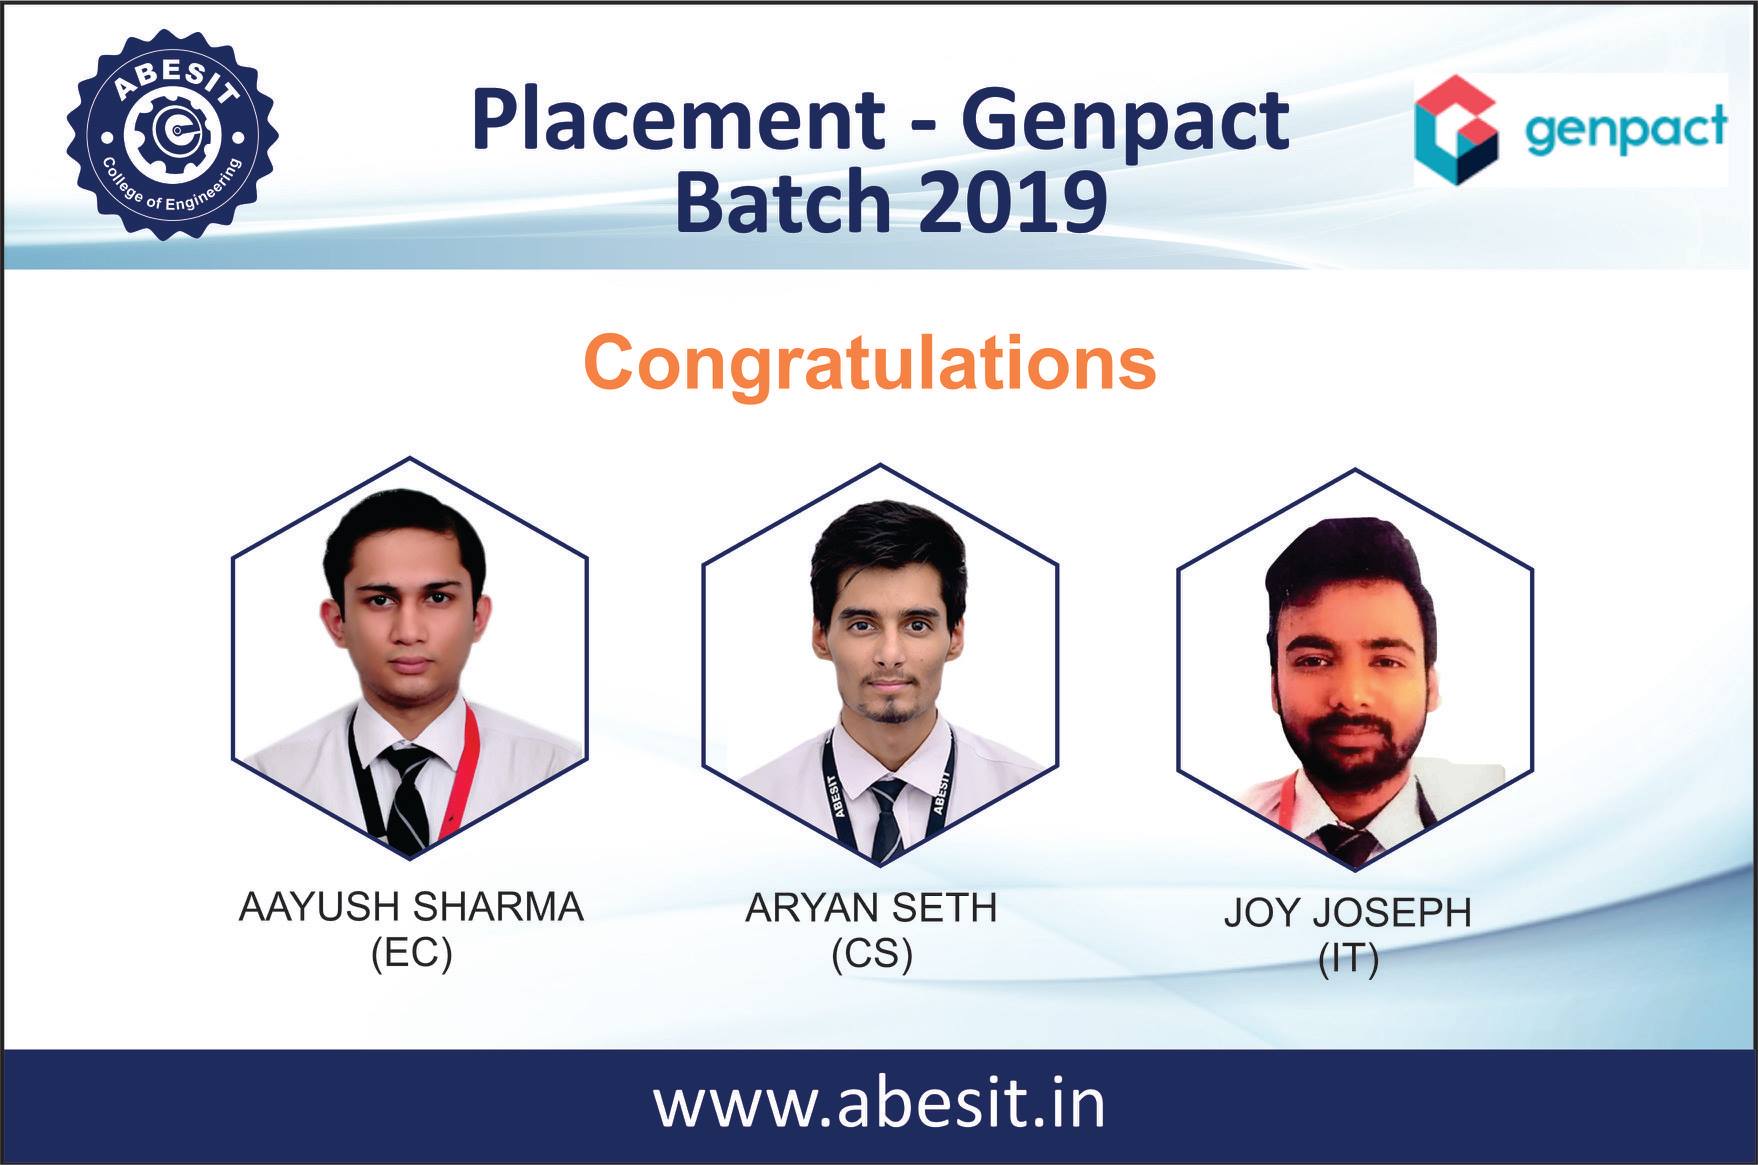 ABESIT
College of Engineering
Placement - Genpact
Batch 2019
genpact
Congratulations
ABESIT
ABESIT
AAYUSH SHARMA
(EC)
ARYAN SETH
(CS)
JOY JOSEPH
(IT)
www.abesit.in